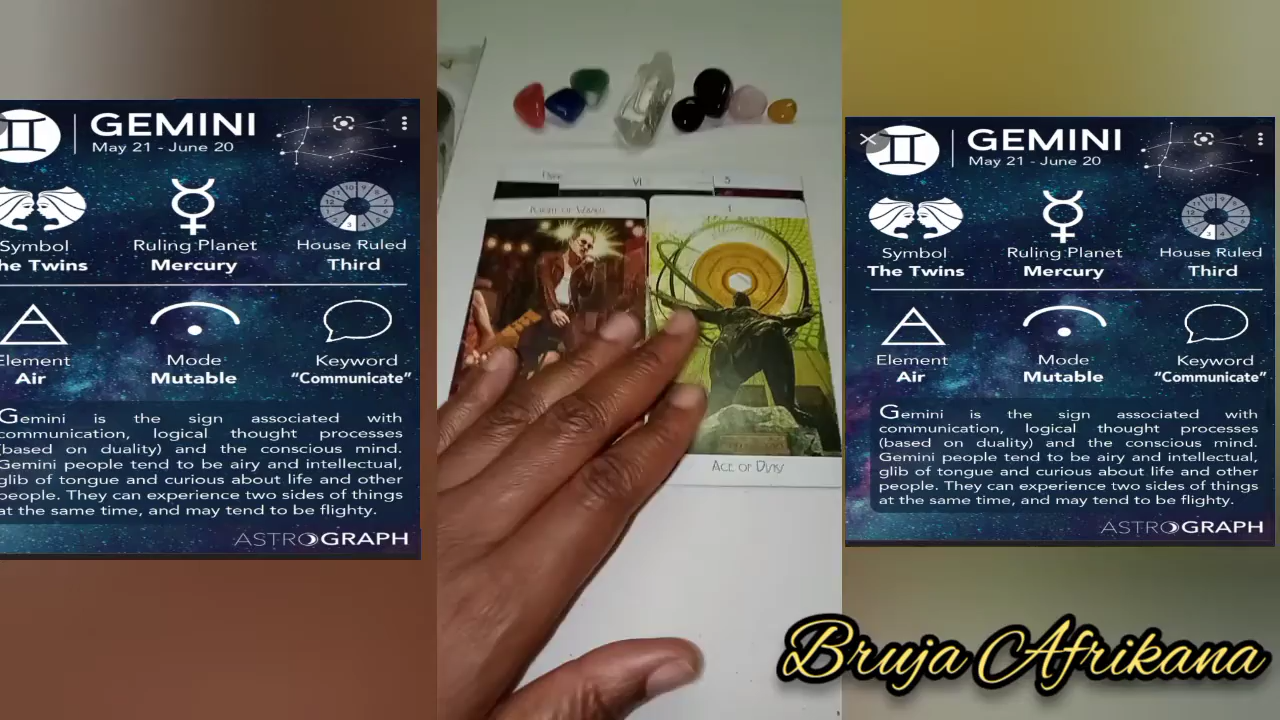 GEMINI
May 21 - June 20
Symbol
he Twins
Ruling Planet
Mercury
House Ruled
Third
Element
Air
Mode
Mutable
Keyword
"Communicate"
Gemini is the sign associated with
communication, logical thought processes
(based on duality) and the conscious mind.
Gemini people tend to be airy and intellectual,
glib of tongue and curious about life and other
people. They can experience two sides of things
at the same time, and may tend to be flighty.
ASTROGRAPH
VI
5
1
Ace of Disks
GEMINI
May 21 - June 20
Symbol
The Twins
Ruling Planet
Mercury
House Ruled
Third
Element
Air
Mode
Mutable
Keyword
"Communicate"
Gemini is the sign associated with
communication, logical thought processes
(based on duality) and the conscious mind.
Gemini people tend to be airy and intellectual,
glib of tongue and curious about life and other
people. They can experience two sides of things
at the same time, and may tend to be flighty.
ASTROGRAPH
Bruja Afrikana